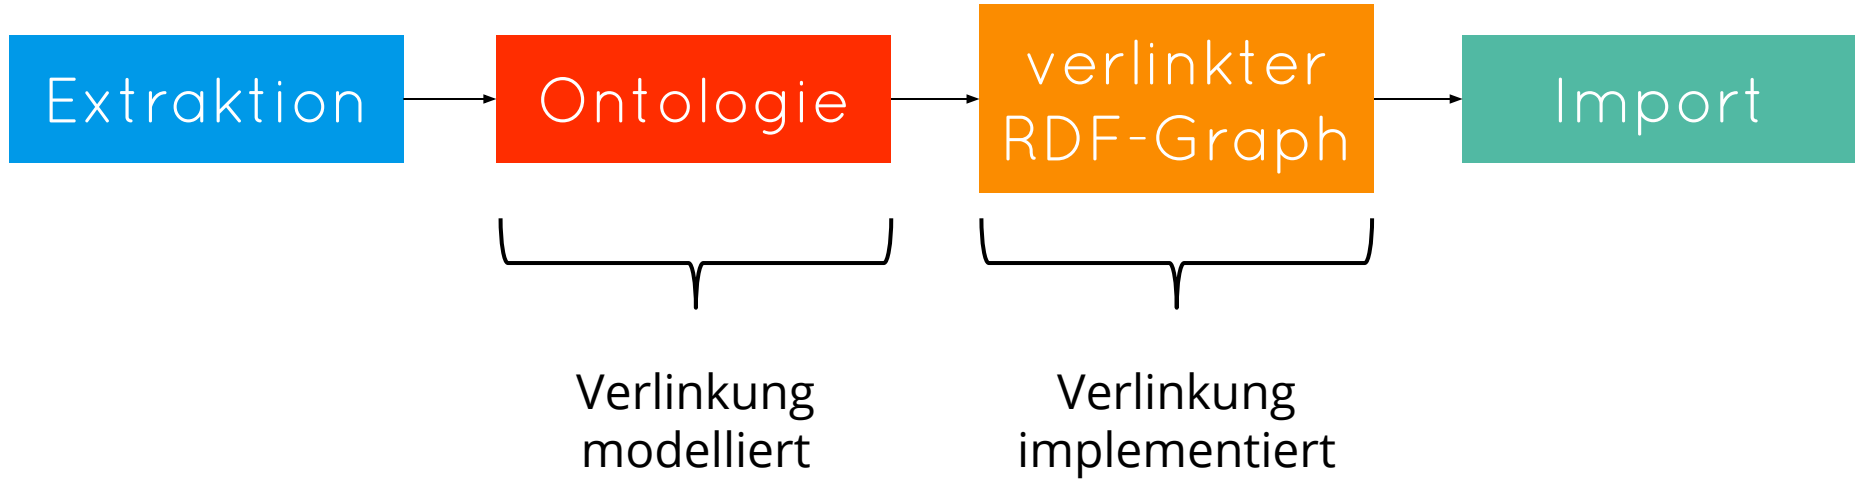 Extraktion
Ontologie
verlinkter
RDF-Graph
Import
Verlinkung
modelliert
Verlinkung
implementiert